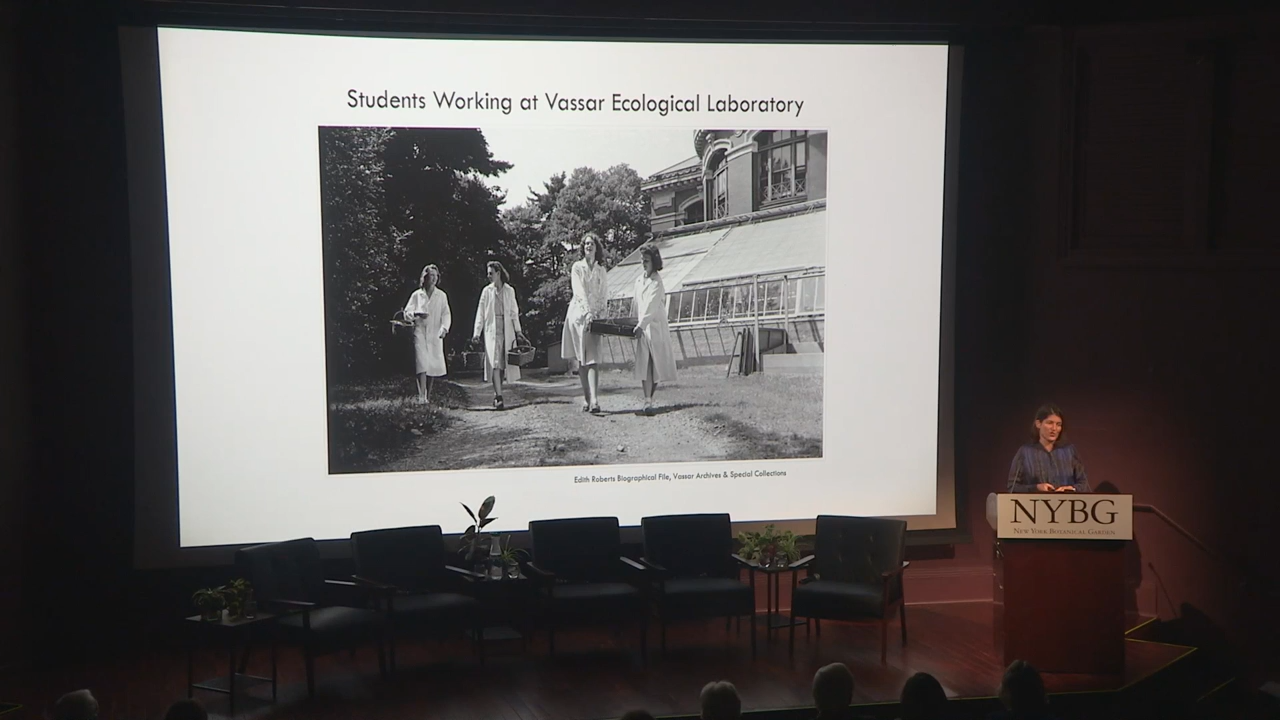 Students Working at Vassar Ecological Laboratory
Edith Roberts Biographical File, Vassar Archives & Special Collections
NYBG
New York Botanical Garden